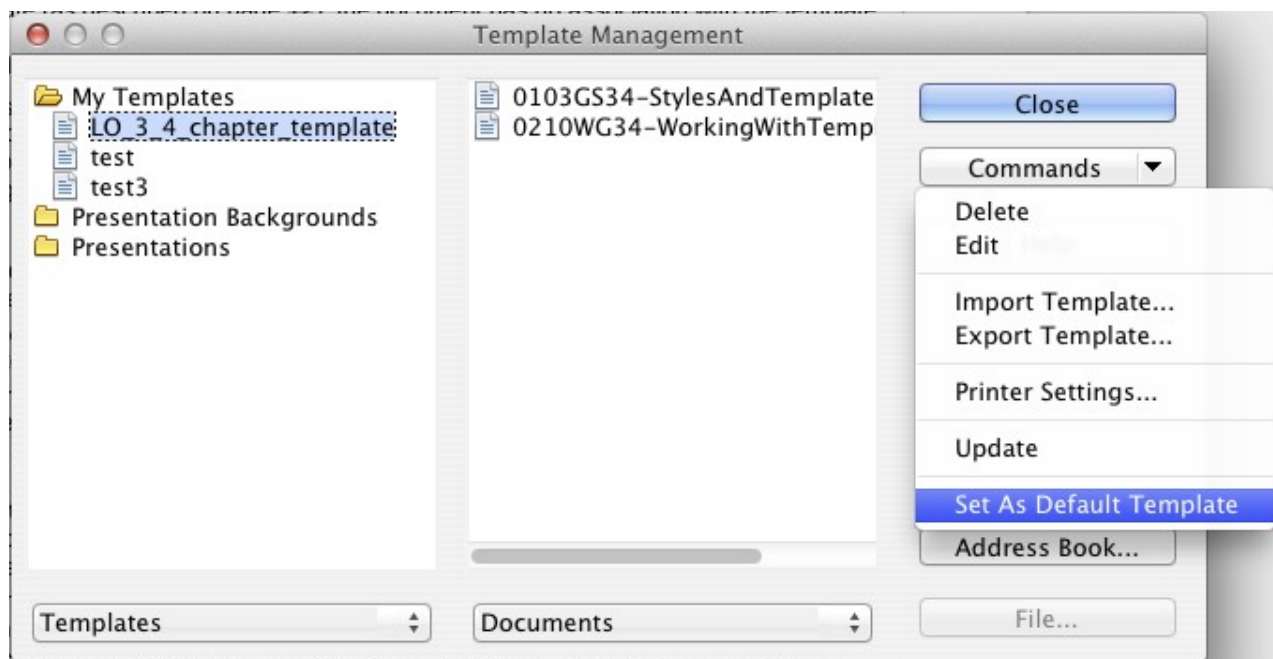 Template Management
My Templates
LO_3_4_chapter_template
test
test3
Presentation Backgrounds
Presentations
0103GS34-StylesAndTemplate
0210WG34-WorkingWithTemp
Close
Commands
Delete
Edit
Import Template...
Export Template...
Printer Settings...
Update
Set As Default Template
Address Book...
Templates
Documents
File...